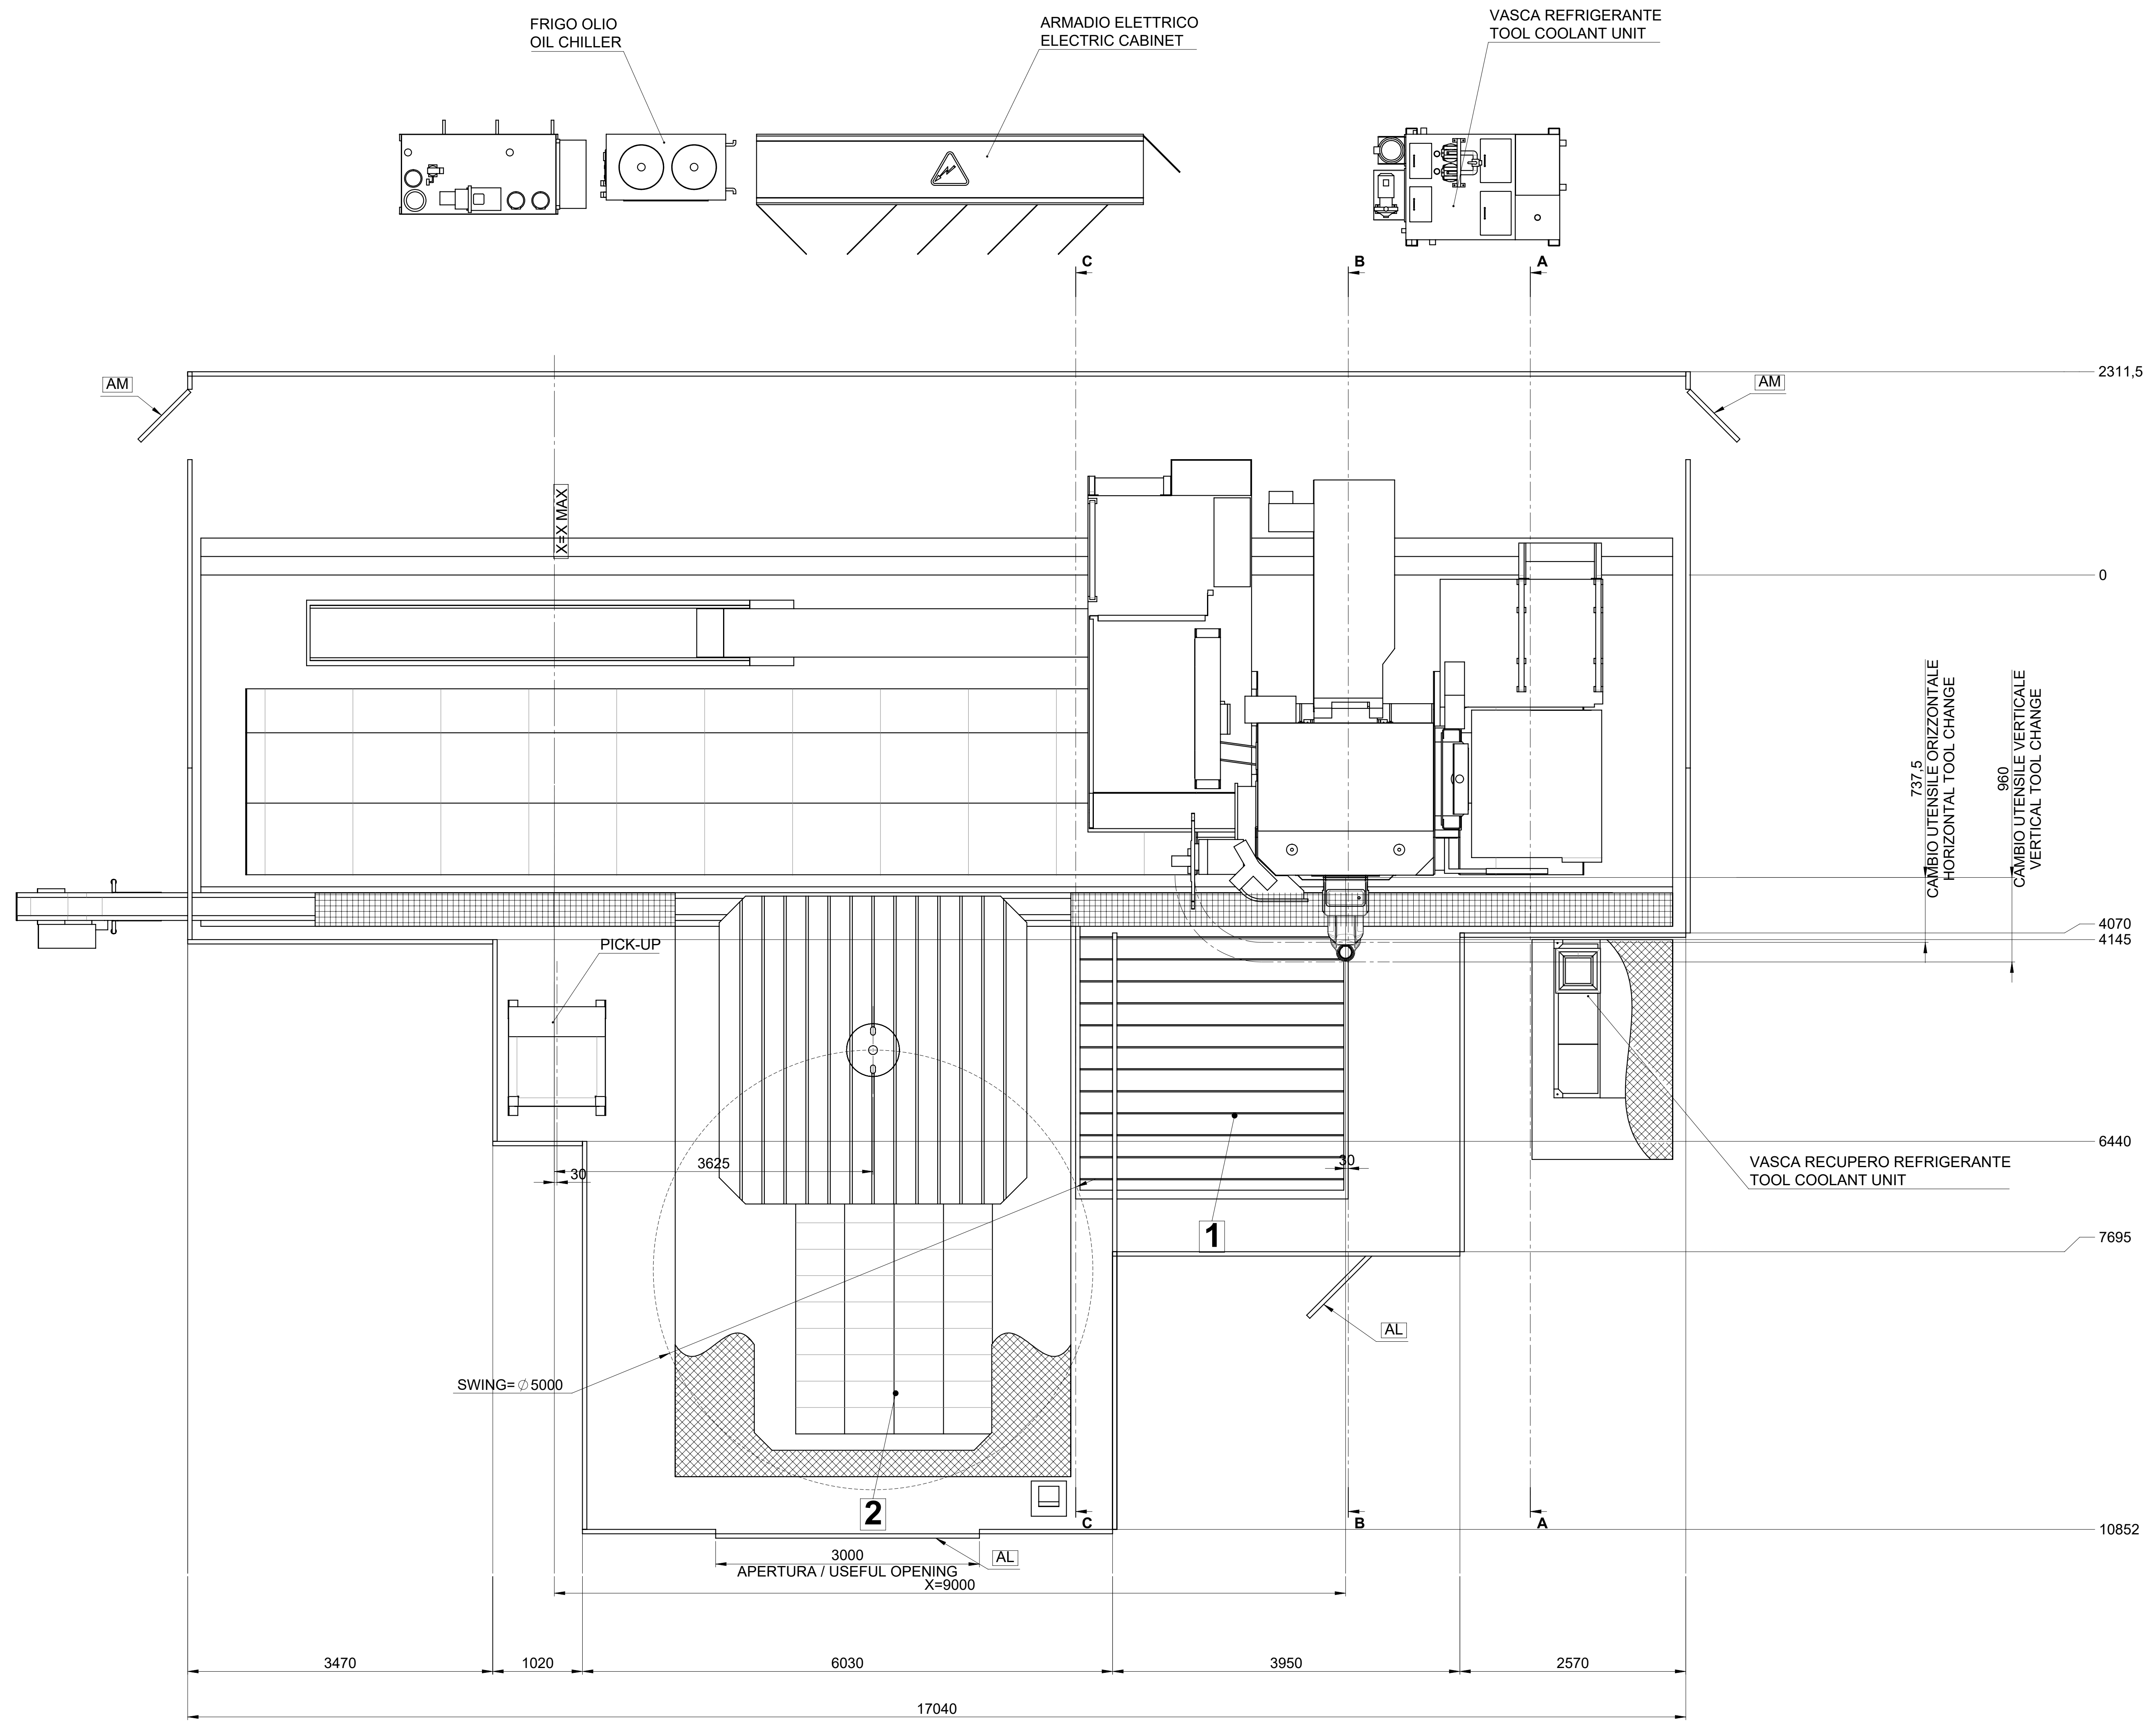 FRIGO OLIO
OIL CHILLER
ARMADIO ELETTRICO
ELECTRIC CABINET
VASCA REFRIGERANTE
TOOL COOLANT UNIT
C
B
A
AM
AM
2311,5
X=X MAX
0
737,5
CAMBIO UTENSILE ORIZZONTALE
HORIZONTAL TOOL CHANGE
960
CAMBIO UTENSILE VERTICALE
VERTICAL TOOL CHANGE
4070
4145
PICK-UP
6440
3625
30
30
VASCA RECUPERO REFRIGERANTE
TOOL COOLANT UNIT
1
7695
AL
SWING= ∅ 5000
2
C
B
A
10852
3000
APERTURA / USEFUL OPENING
AL
X=9000
3470
1020
6030
3950
2570
17040